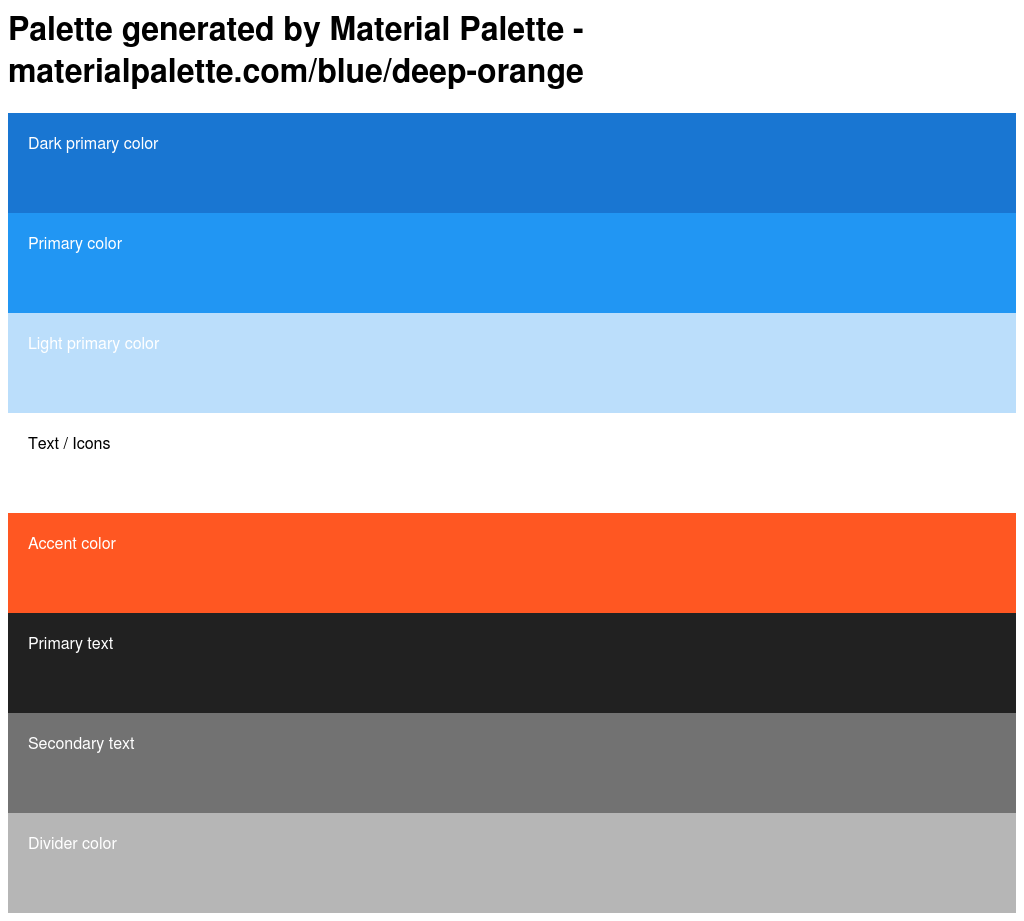 Palette generated by Material Palette -
materialpalette.com/blue/deep-orange
Dark primary color
Primary color
Light primary color
Text / Icons
Accent color
Primary text
Secondary text
Divider color